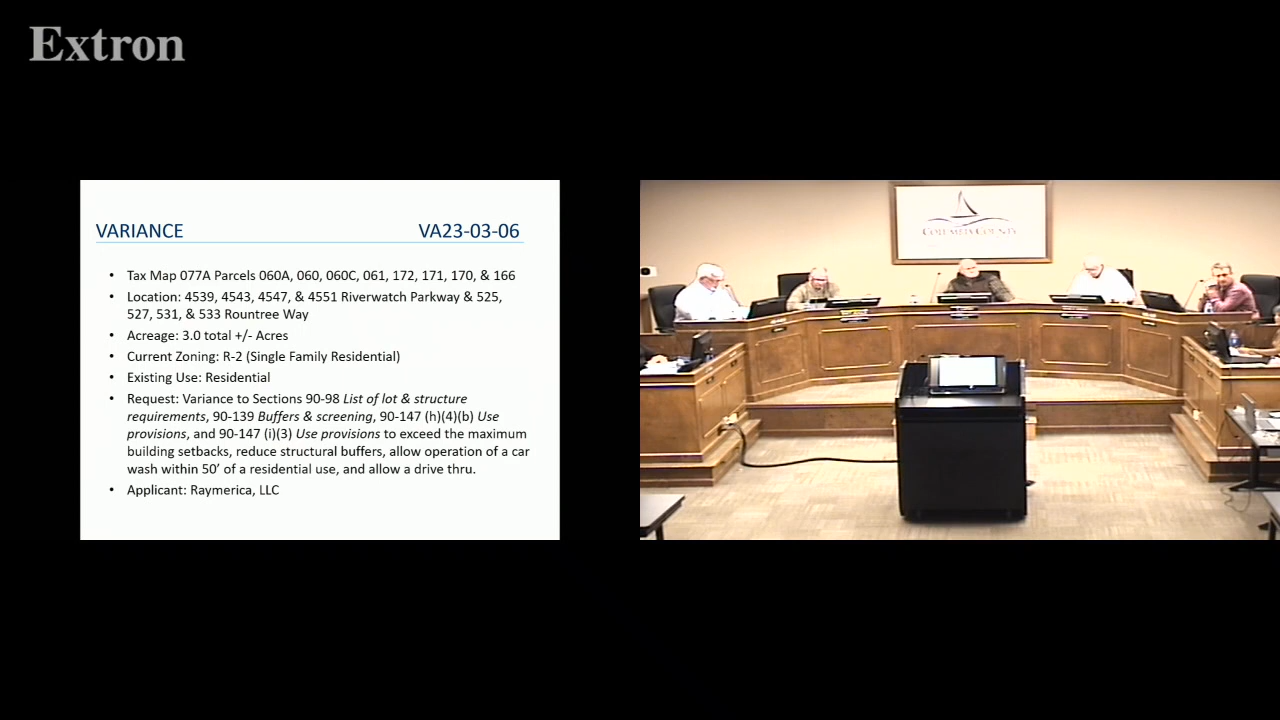 Extron
VARIANCE VA23-03-06
• Tax Map 077A Parcels 060A, 060, 060C, 061, 172, 171, 170, & 166
• Location: 4539, 4543, 4547, & 4551 Riverwatch Parkway & 525,
527, 531, & 533 Rountree Way
• Acreage: 3.0 total +/- Acres
• Current Zoning: R-2 (Single Family Residential)
• Existing Use: Residential
• Request: Variance to Sections 90-98 List of lot & structure
requirements, 90-139 Buffers & screening, 90-147 (h)(4)(b) Use
provisions, and 90-147 (i)(3) Use provisions to exceed the maximum
building setbacks, reduce structural buffers, allow operation of a car
wash within 50' of a residential use, and allow a drive thru.
• Applicant: Raymerica, LLC
COLUMBIA COUNTY